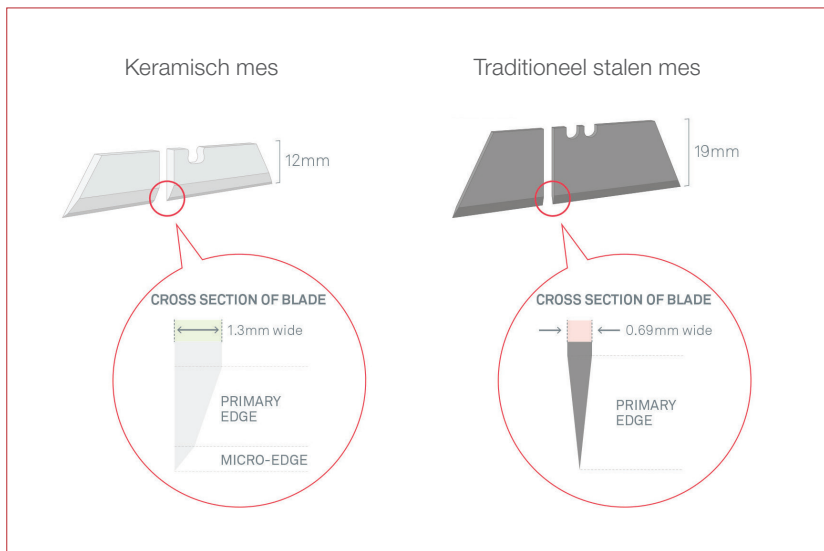 Keramisch mes
Traditioneel stalen mes
12mm
19mm
CROSS SECTION OF BLADE
1.3mm wide
PRIMARY
EDGE
MICRO-EDGE
CROSS SECTION OF BLADE
0.69mm wide
PRIMARY
EDGE